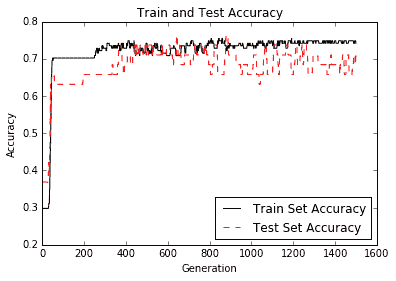 Train and Test Accuracy
0.8
0.7
0.6
0.5
0.4
0.3
0.2
Accuracy
Train Set Accuracy
Test Set Accuracy
0 200 400 600 800 1000 1200 1400 1600
Generation